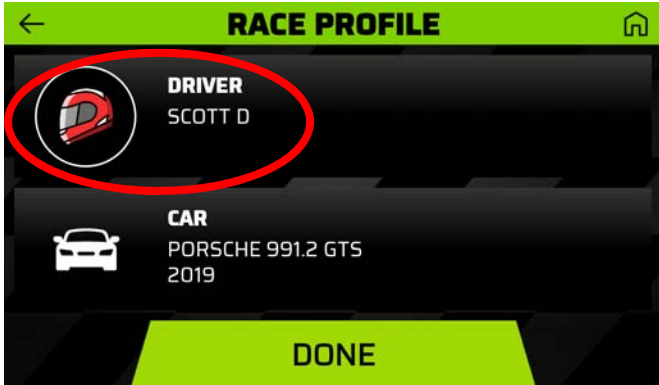 RACE PROFILE
DRIVER
SCOTT D
CAR
PORSCHE 991.2 GTS
2019
DONE